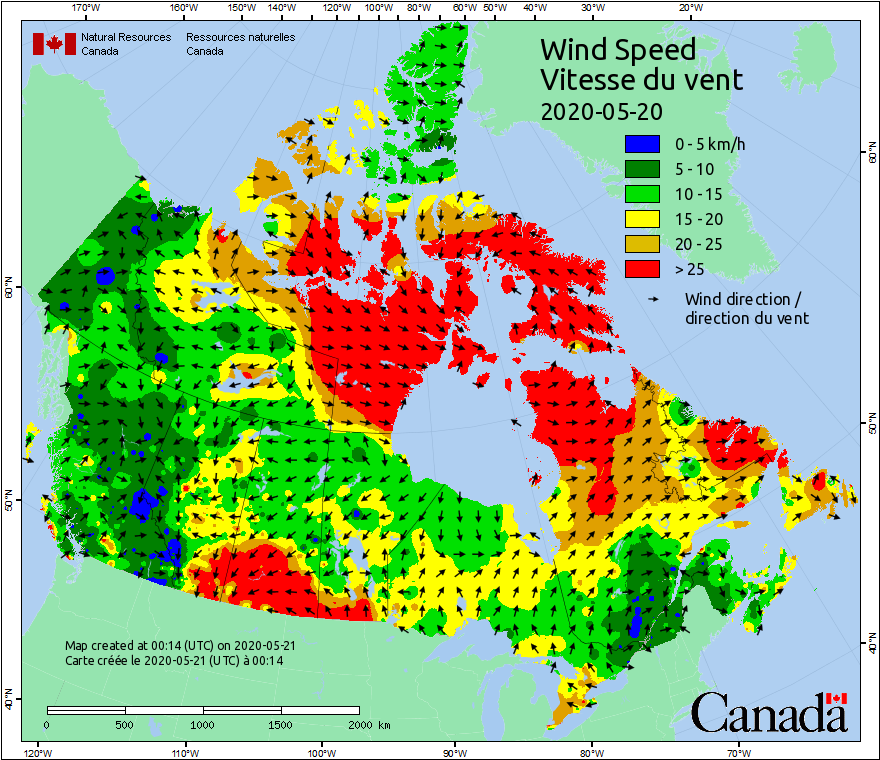 170°W 160°W 150°W 140°W 120°W 100°W 80°W 60°W 50°W 40°W 30°W 20°W
Natural Resources Ressources naturelles
Canada Canada
Wind Speed
Vitesse du vent
2020-05-20
0 - 5 km/h
5 - 10
10 - 15
15 - 20
20 - 25
> 25
Wind direction /
direction du vent
60°N
60°N
50°N
50°N
40°N
40°N
Map created at 00:14 (UTC) on 2020-05-21
Carte créée le 2020-05-21 (UTC) à 00:14
0 500 1000 1500 2000 km
Canada
120°W 110°W 100°W 90°W 80°W 70°W